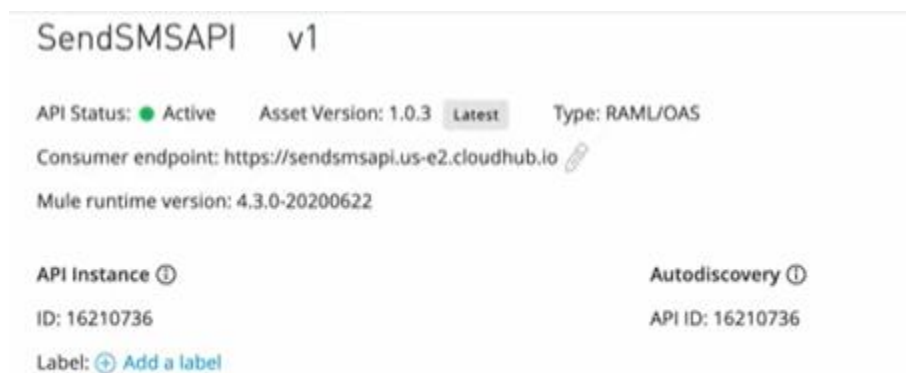 SendSMSAPI v1
API Status: Active Asset Version: 1.0.3 Latest Type: RAML/OAS
Consumer endpoint: https://sendsmsapi.us-e2.cloudhub.io
Mule runtime version: 4.3.0-20200622
API Instance Autodiscovery
ID: 16210736 API ID: 16210736
Label: Add a label